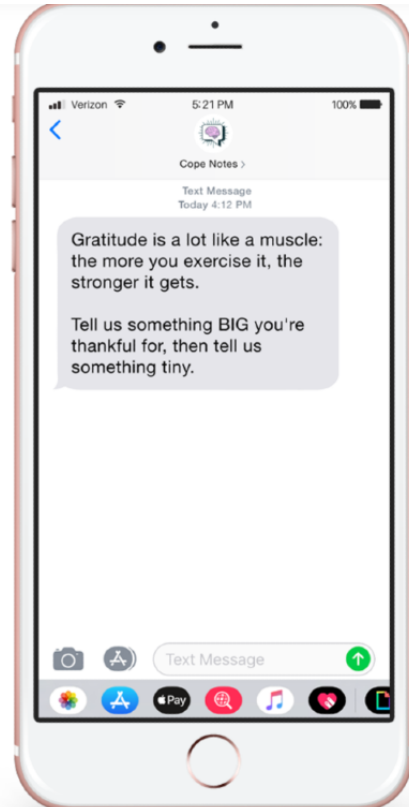 Verizon 5:21 PM 100%
Cope Notes >
Text Message
Today 4:12 PM
Gratitude is a lot like a muscle:
the more you exercise it, the
stronger it gets.
Tell us something BIG you're
thankful for, then tell us
something tiny.
Text Message
Pay